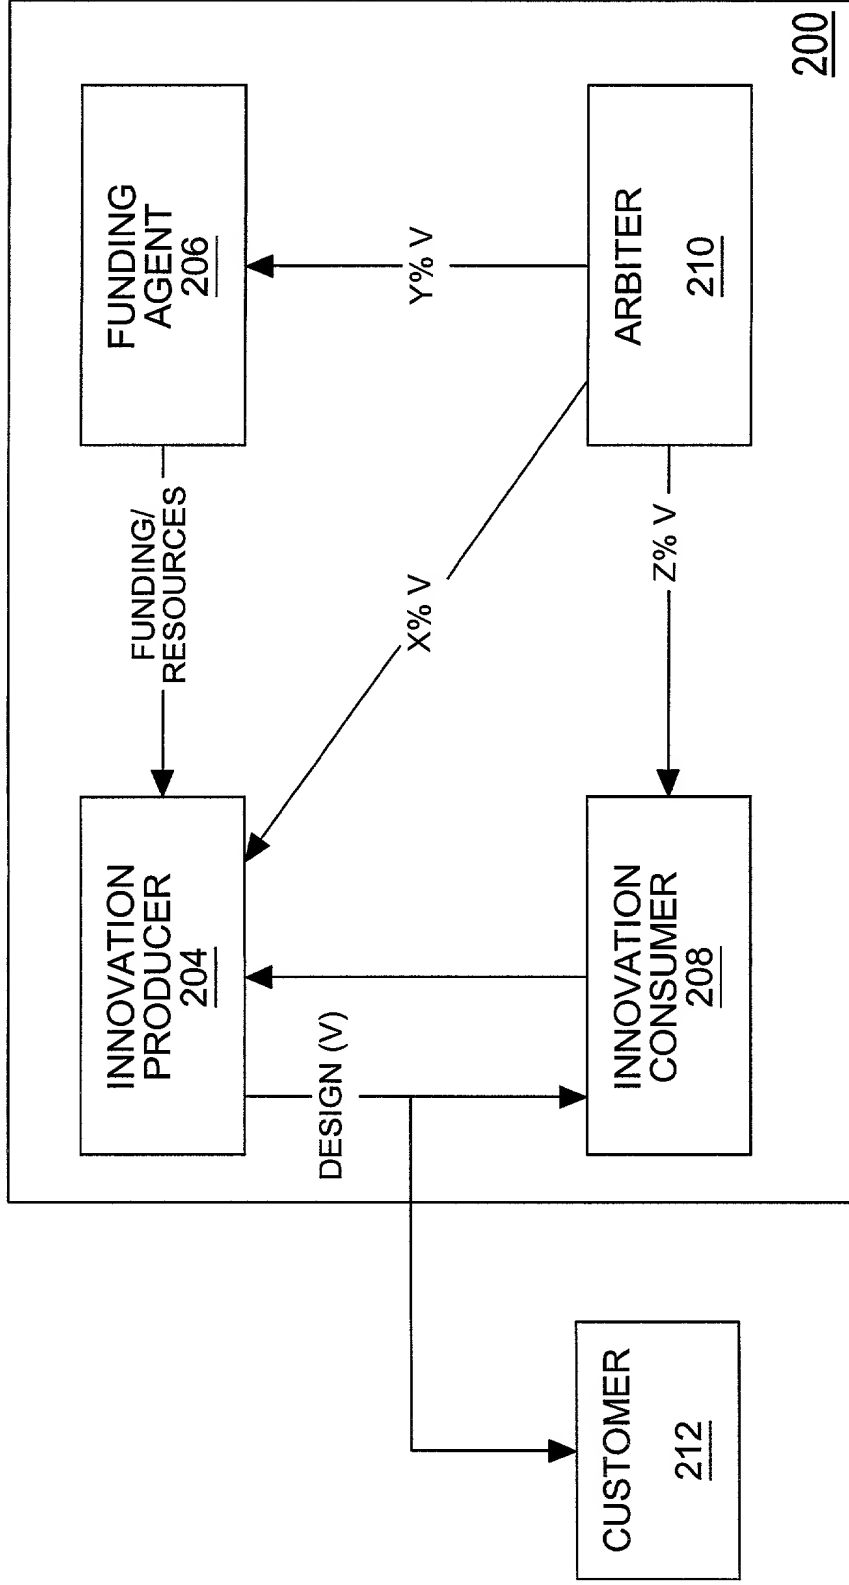 INNOVATION
PRODUCER
204
FUNDING/
RESOURCES
FUNDING
AGENT
206
DESIGN (V)
X% V
Y% V
CUSTOMER
212
INNOVATION
CONSUMER
208
Z% V
ARBITER
210
200